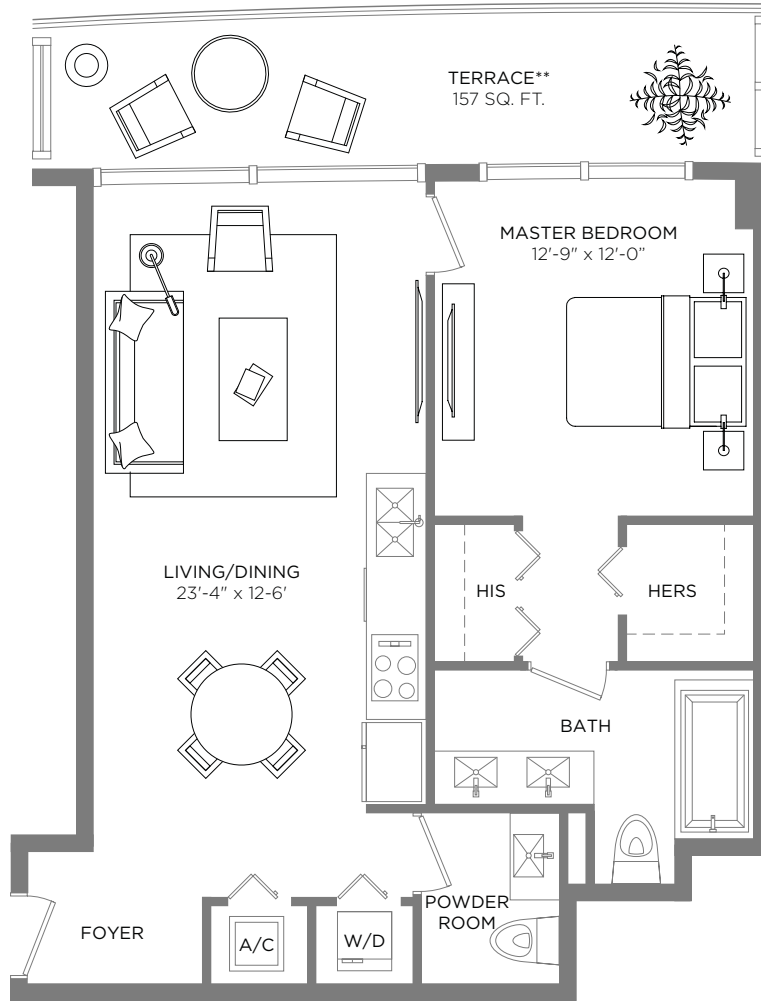 TERRACE**
157 SQ. FT.
MASTER BEDROOM
12'-9" x 12'-0”
LIVING/DINING
23'-4" x 12-6'
HIS
HERS
BATH
POWDER
ROOM
FOYER
A/C
W/D